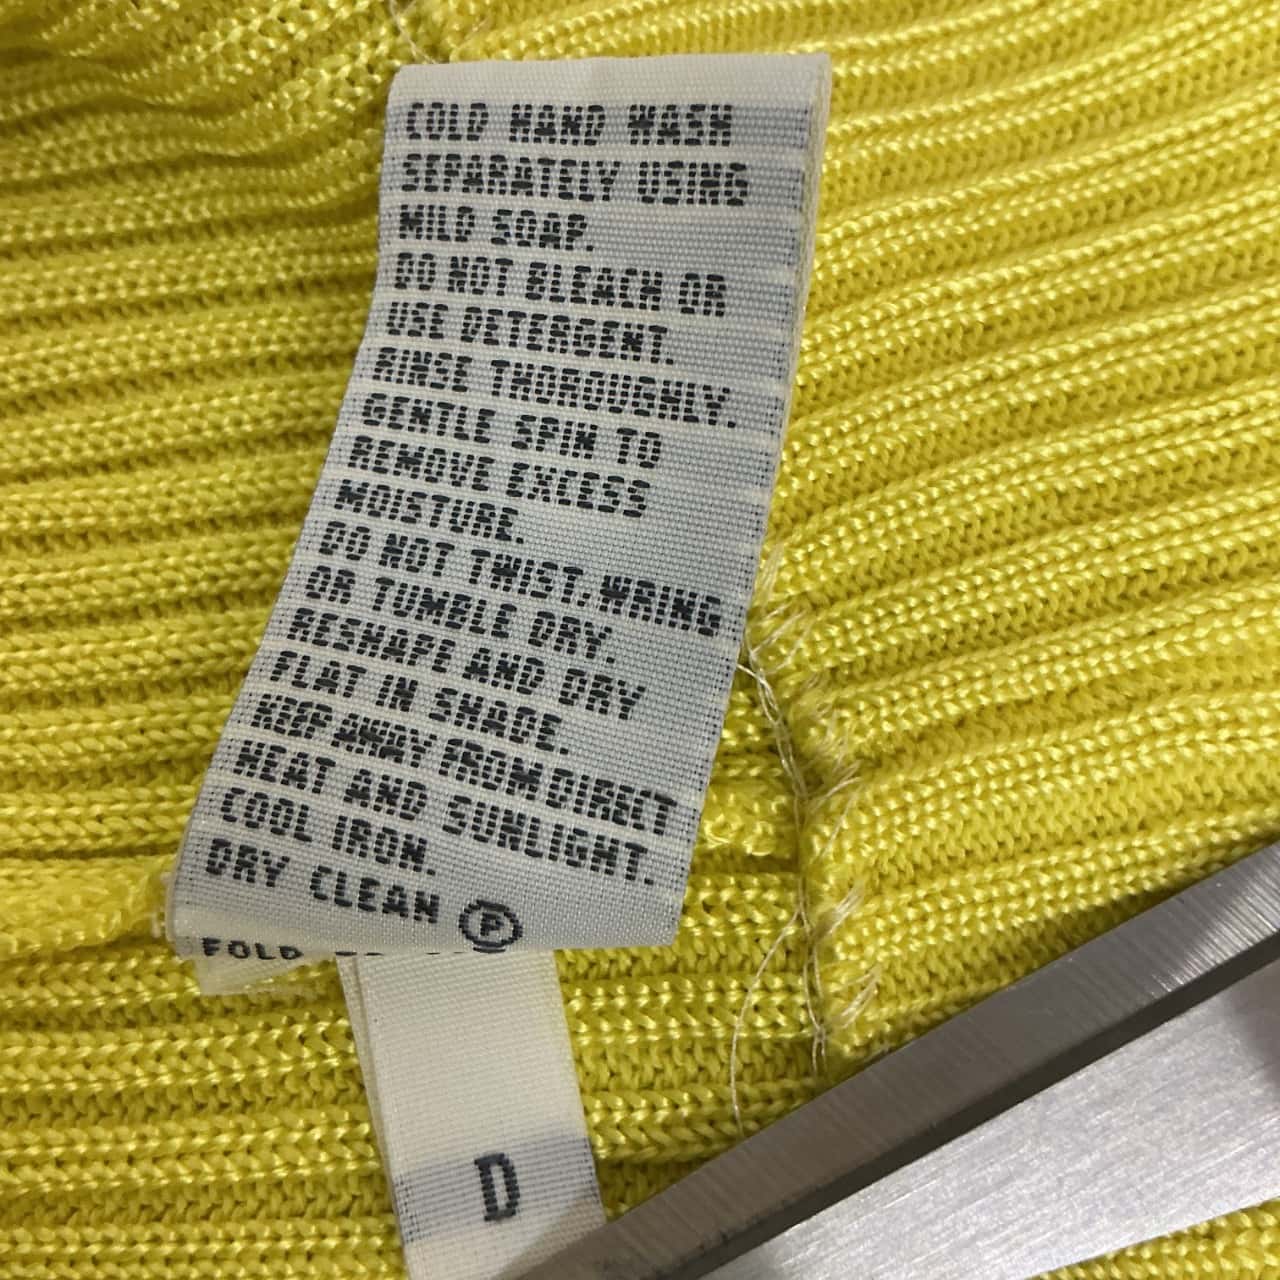 COLD HAND WASH
SEPARATELY USING
MILD SOAP.
DO NOT BLEACH OR
USE DETERGENT.
RINSE THOROUGHLY.
GENTLE SPIN TO
REMOVE EXCESS
MOISTURE.
DO NOT TWIST, WRING
OR TUMBLE DRY.
RESHAPE AND DRY
FLAT IN SHADE.
KEEP AWAY FROM DIRECT
HEAT AND SUNLIGHT.
COOL IRON.
DRY CLEAN Ⓟ
FOLD
D